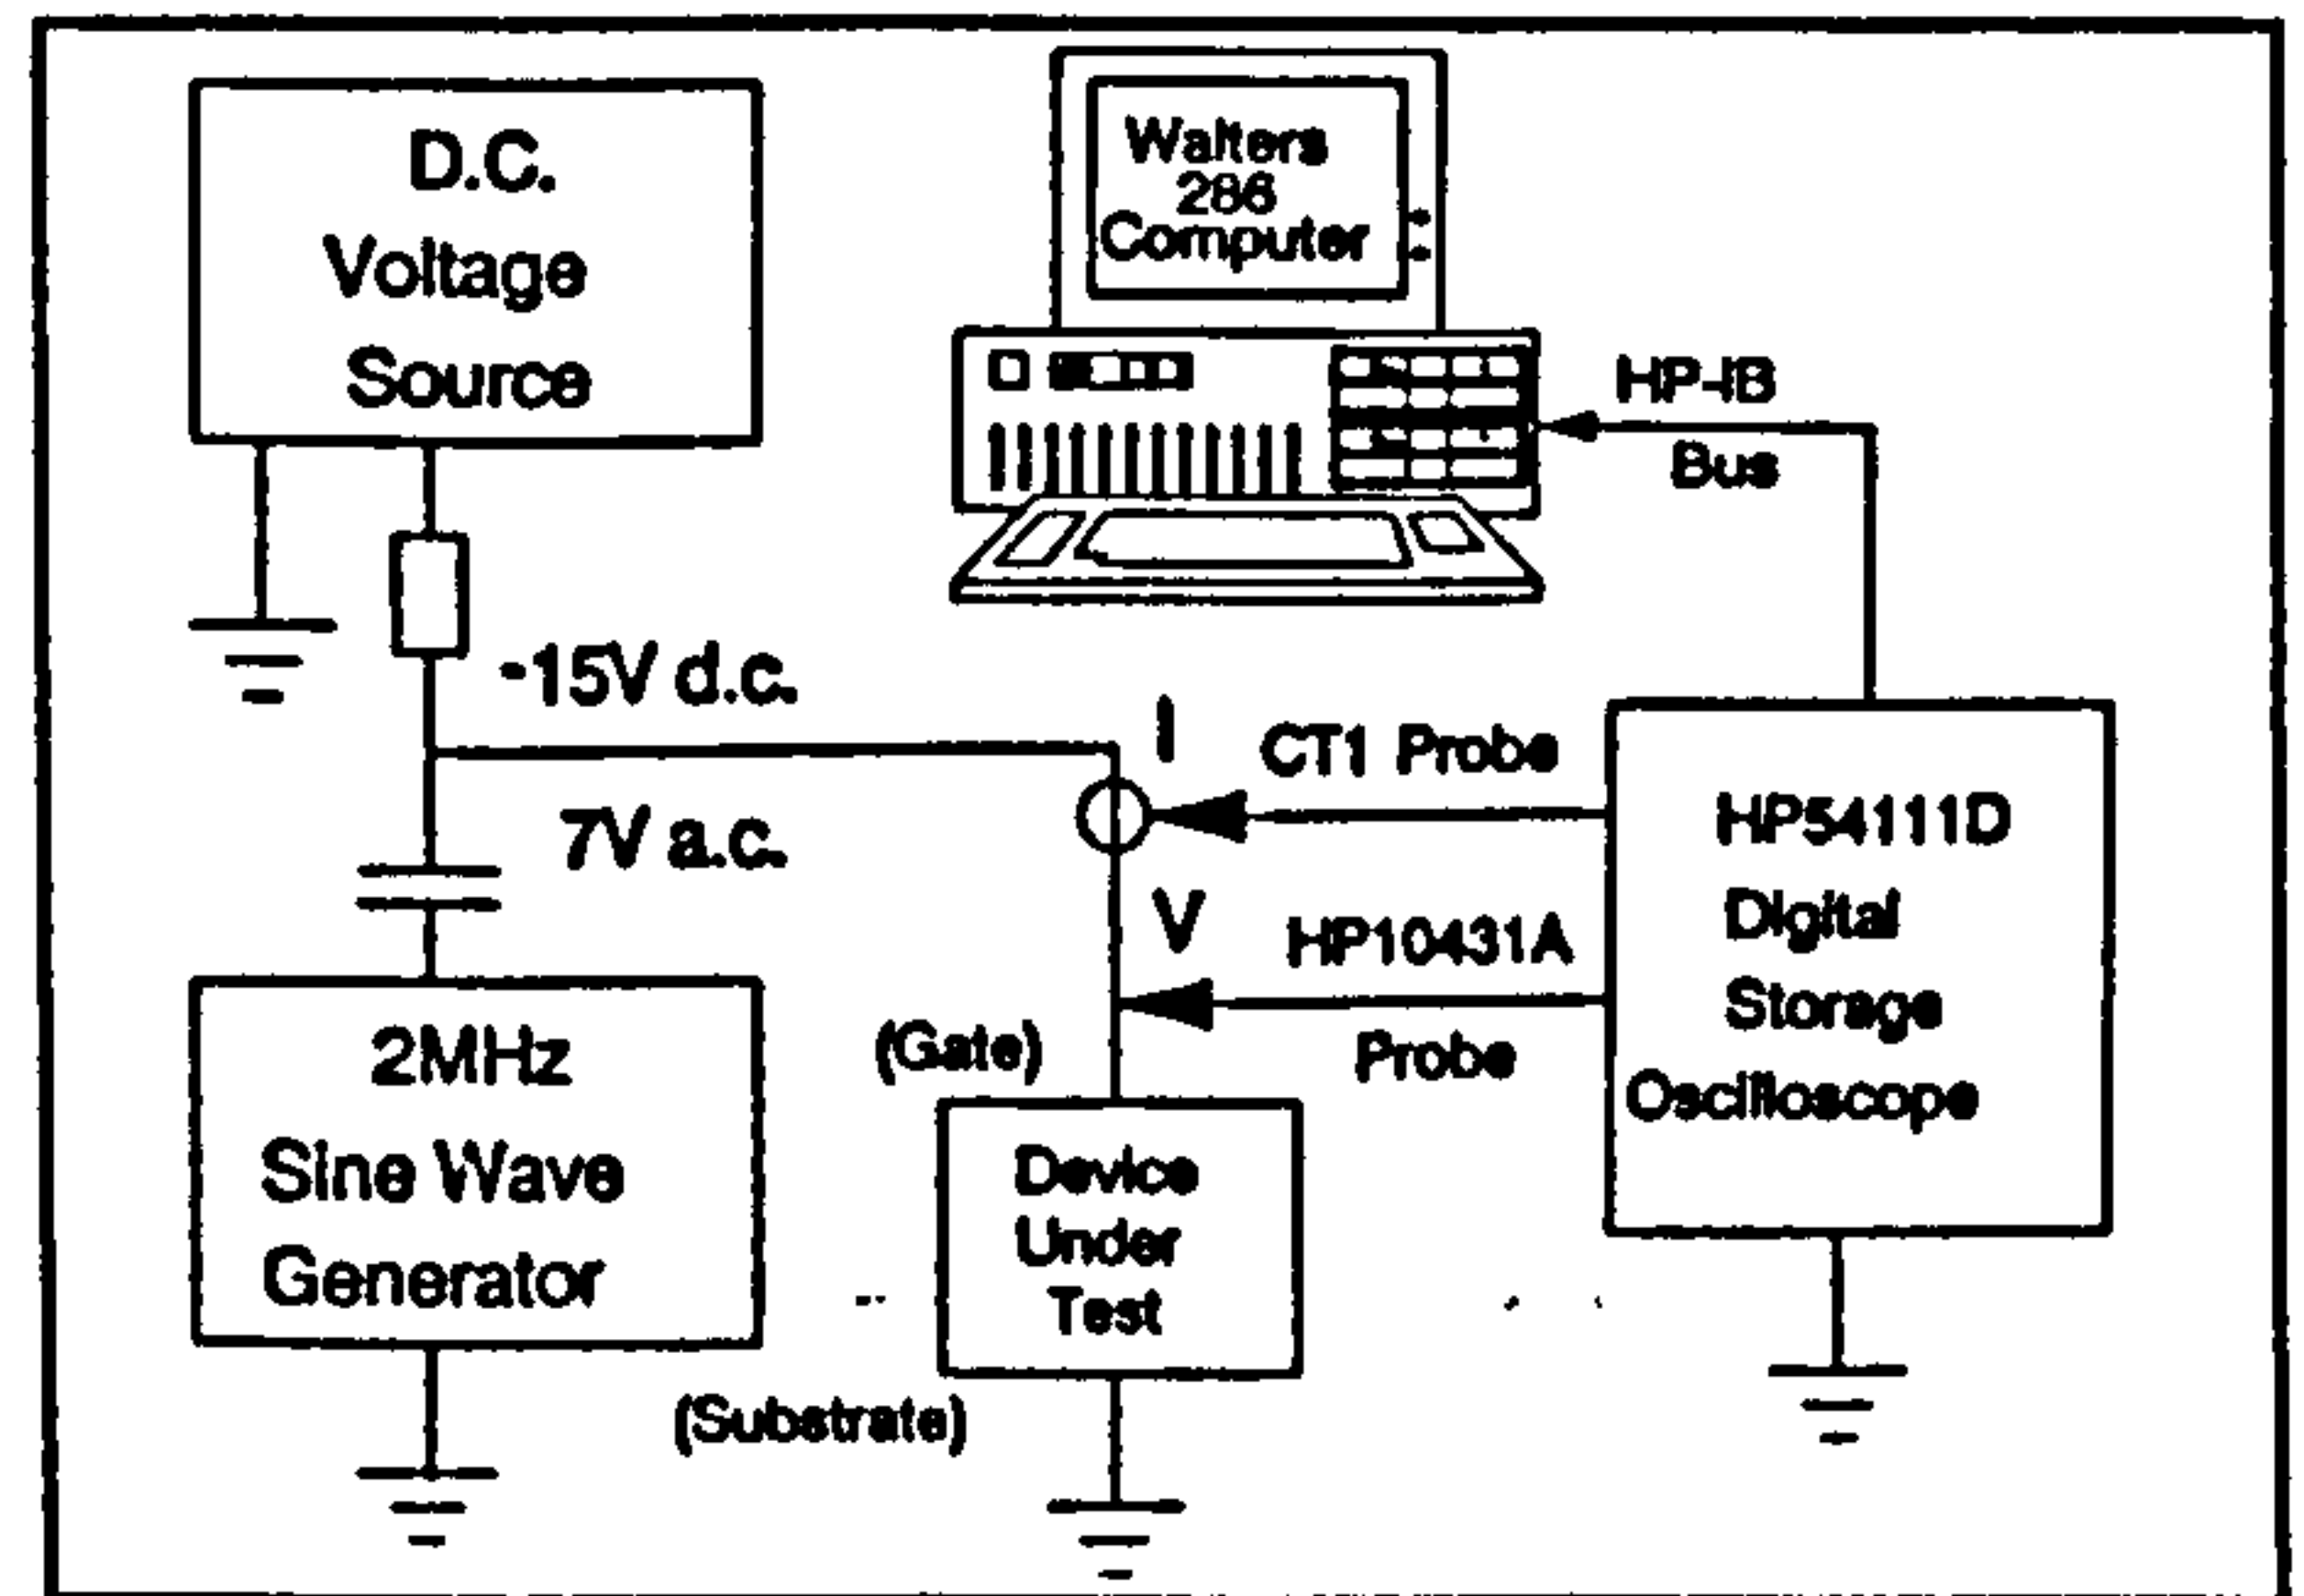 D.C.
Voltage
Source
Walters
286
Computer
HP-IB
Bus
-15V d.c.
I
CT1 Probe
7V a.c.
V
HP10431A
Probe
HP54111D
Digital
Storage
Oscilloscope
2MHz
Sine Wave
Generator
(Gate)
Device
Under
Test
(Substrate)